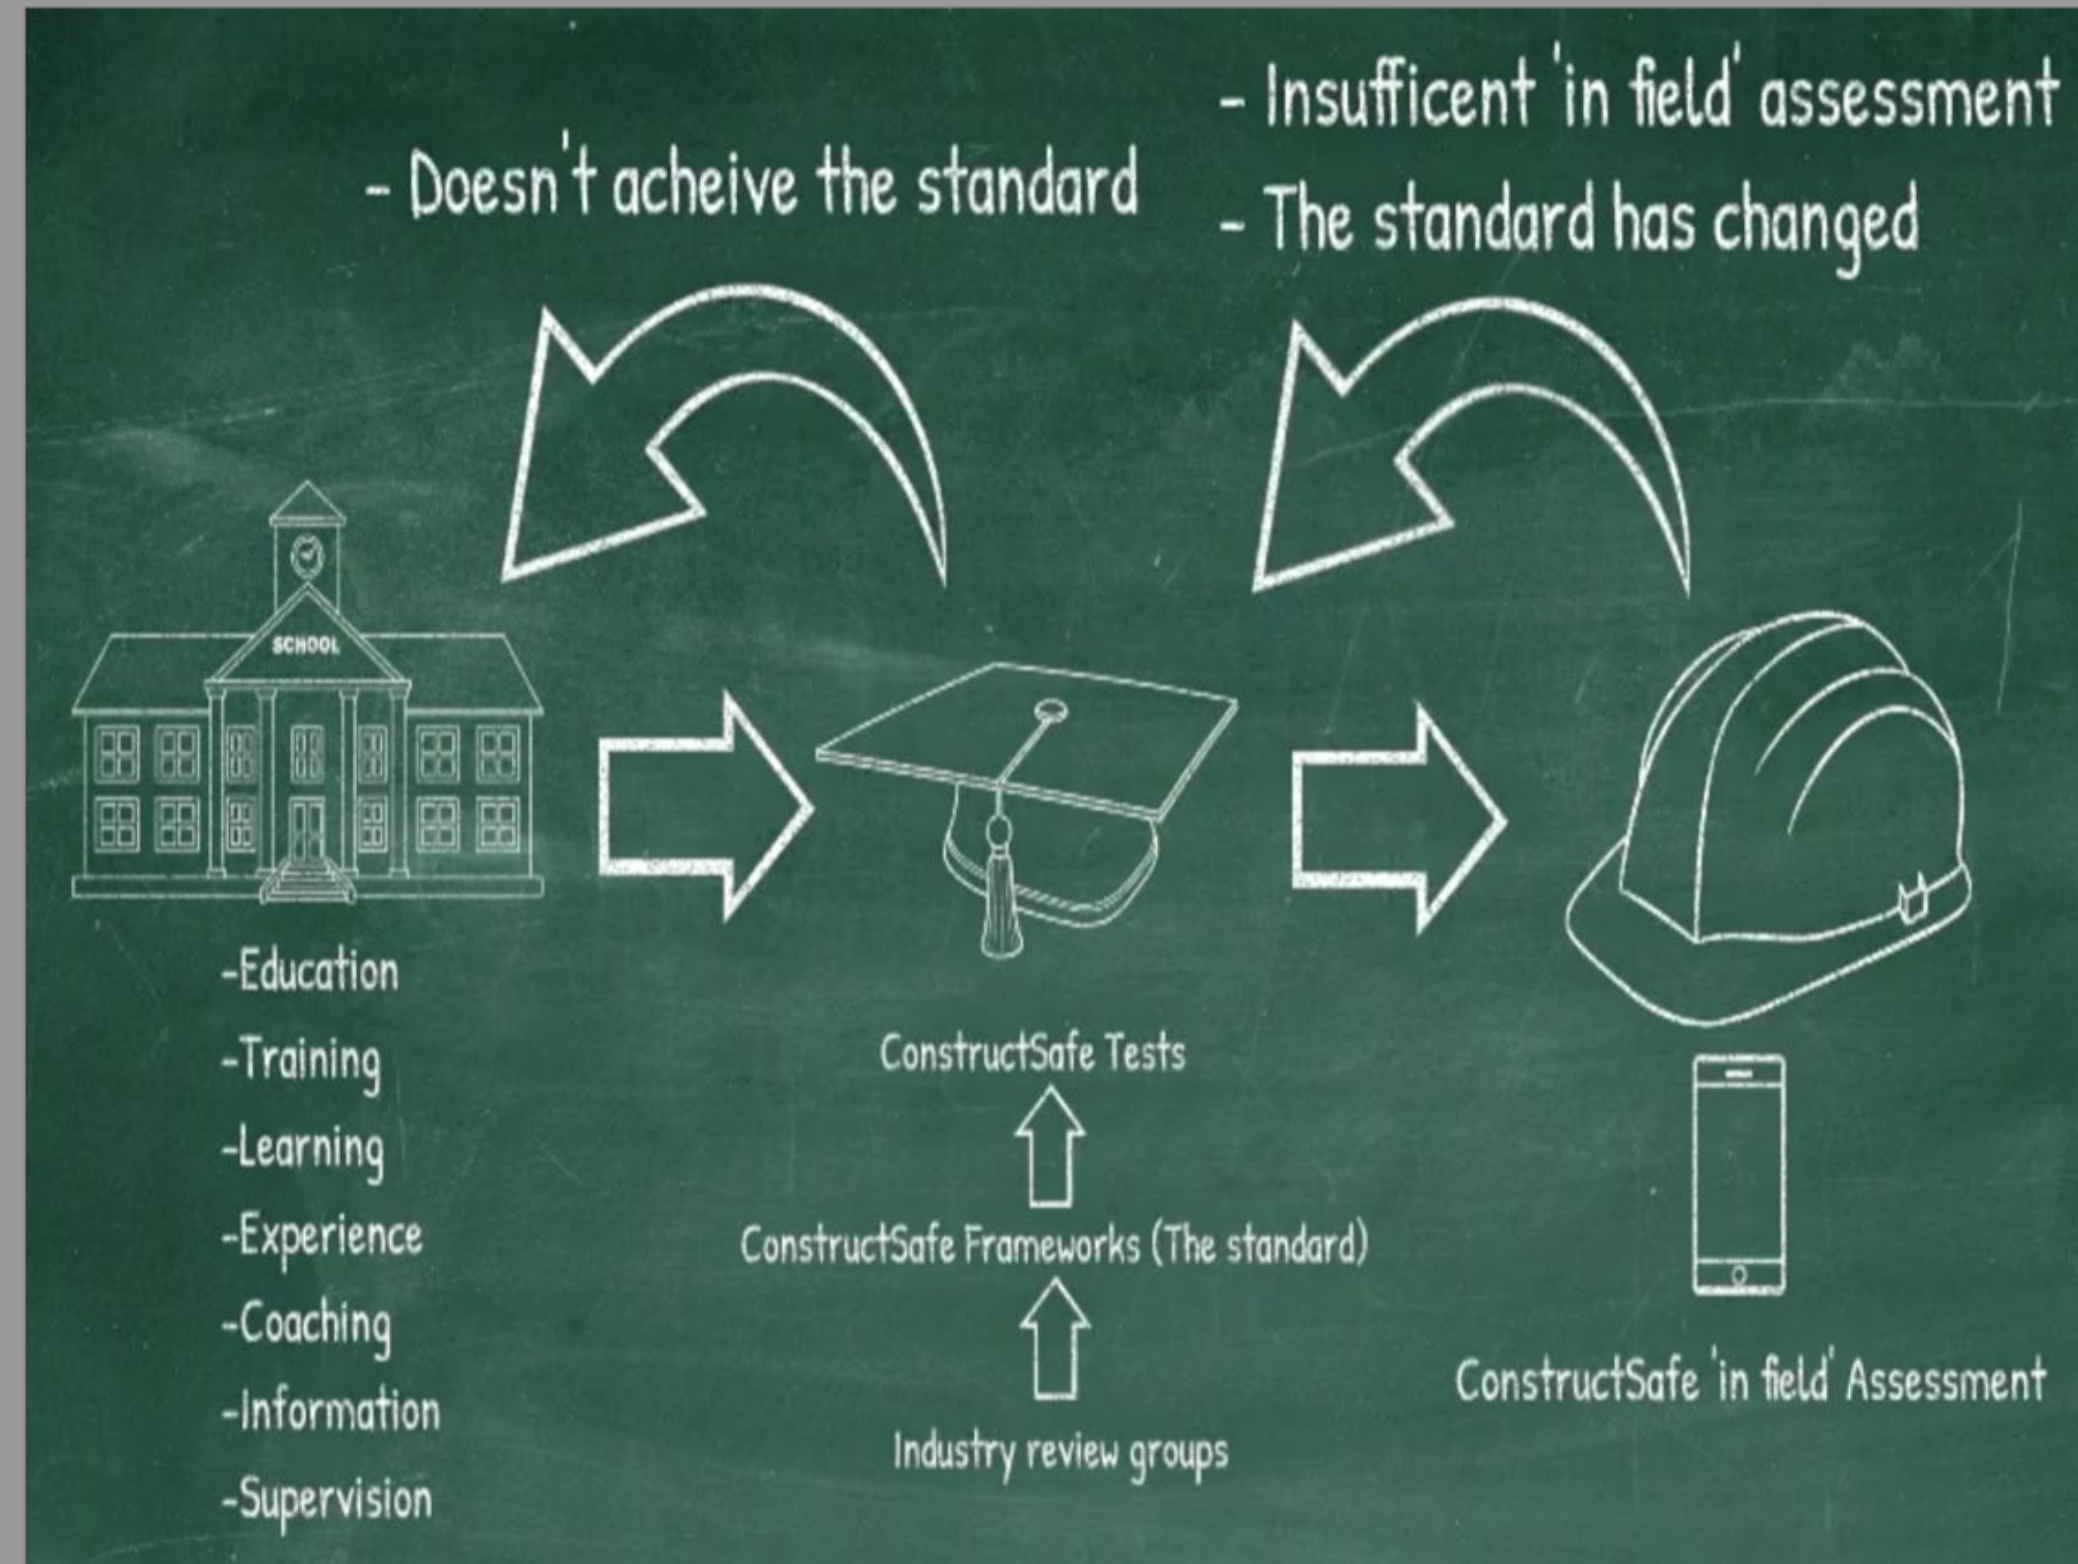 - Doesn't acheive the standard
- Insufficent 'in field' assessment
- The standard has changed
SCHOOL
-Education
-Training
-Learning
-Experience
-Coaching
-Information
-Supervision
ConstructSafe Tests
ConstructSafe Frameworks (The standard)
Industry review groups
ConstructSafe 'in field' Assessment